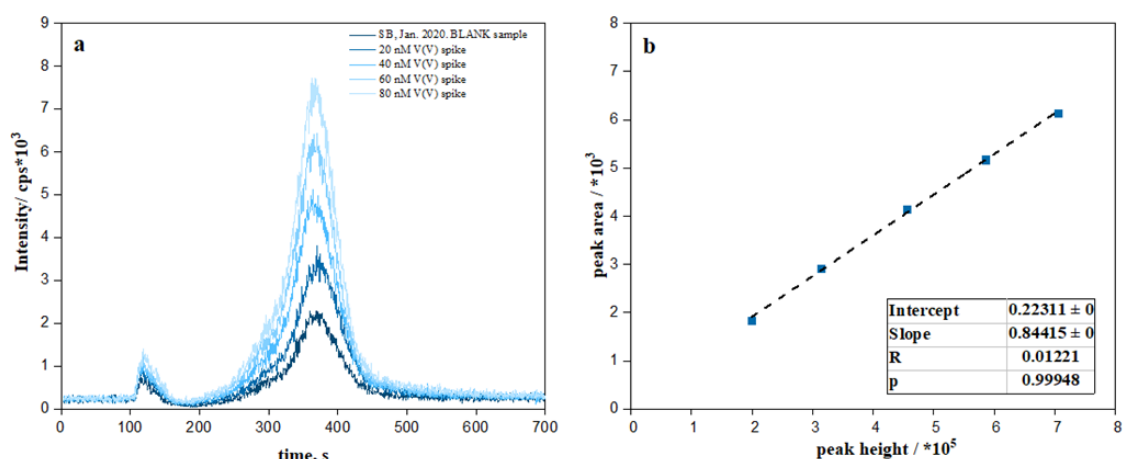 a
SB, Jan. 2020. BLANK sample
20 nM V(V) spike
40 nM V(V) spike
60 nM V(V) spike
80 nM V(V) spike
9
8
7
6
5
4
3
2
1
0
Intensity/ cps*10³
0 100 200 300 400 500 600 700
time, s
b
8
7
6
5
4
3
2
1
0
peak area / *10³
Intercept 0.22311 ± 0
Slope 0.84415 ± 0
R 0.01221
p 0.99948
0 1 2 3 4 5 6 7 8
peak height / *10⁵